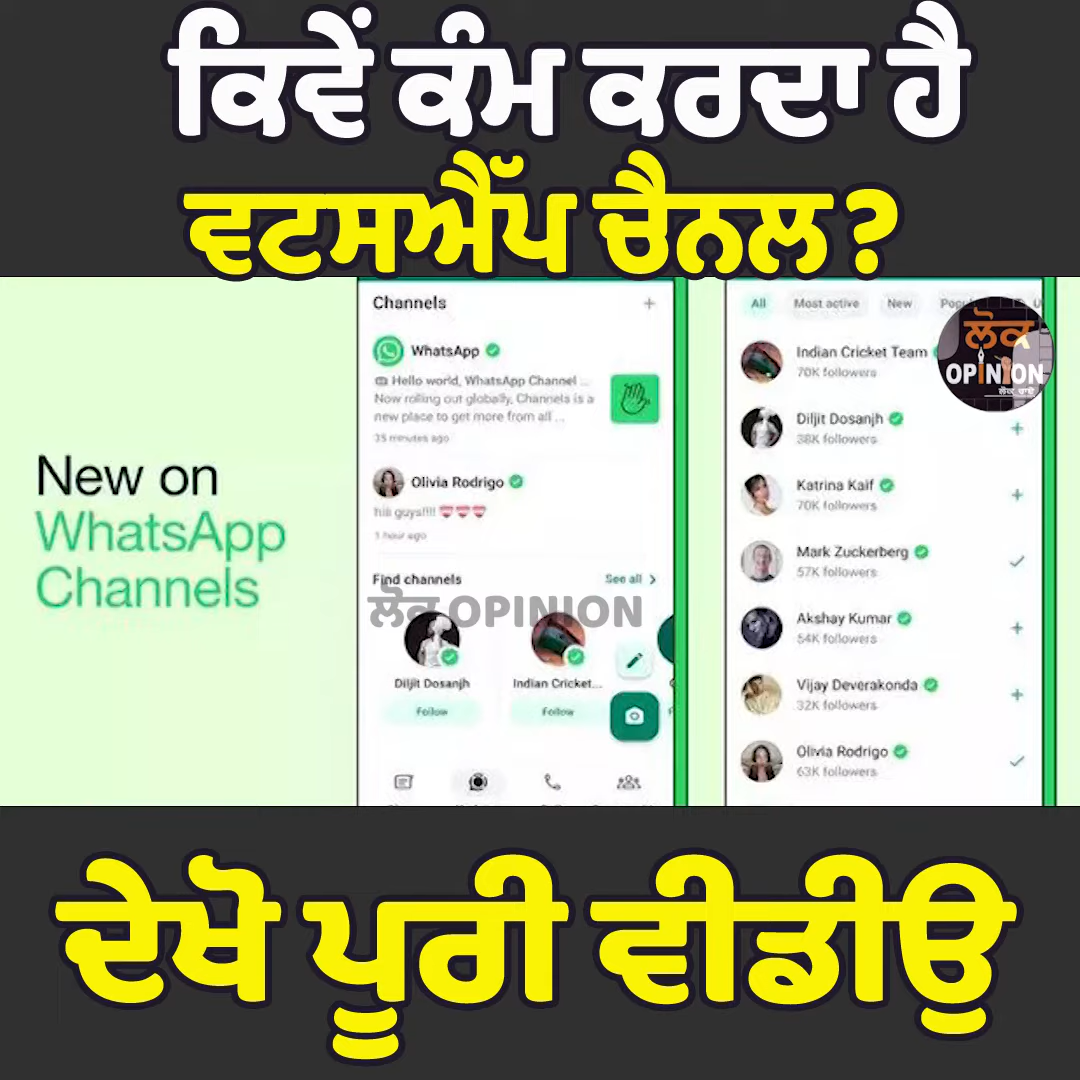 ਕਿਵੇਂ ਕੰਮ ਕਰਦਾ ਹੈ
ਵਟਸਐੱਪ ਚੈਨਲ ?
New on
WhatsApp
Channels
Channels
WhatsApp
Hello world, WhatsApp Channel ...
Now rolling out globally, Channels is a
new place to get more from all ...
35 minutes ago
Olivia Rodrigo
hiii guys!!!!
1 hour ago
Find channels
See all
ਲੋਕ OPINION
Diljit Dosanjh
Indian Cricket...
Follow
Follow
All
Most active
New
ਲੋਕ
OPINION
Indian Cricket Team
70K followers
Diljit Dosanjh
38K followers
Katrina Kaif
70K followers
Mark Zuckerberg
57K followers
Akshay Kumar
54K followers
Vijay Deverakonda
32K followers
Olivia Rodrigo
63K followers
ਦੇਖੋ ਪੂਰੀ ਵੀਡੀਊ